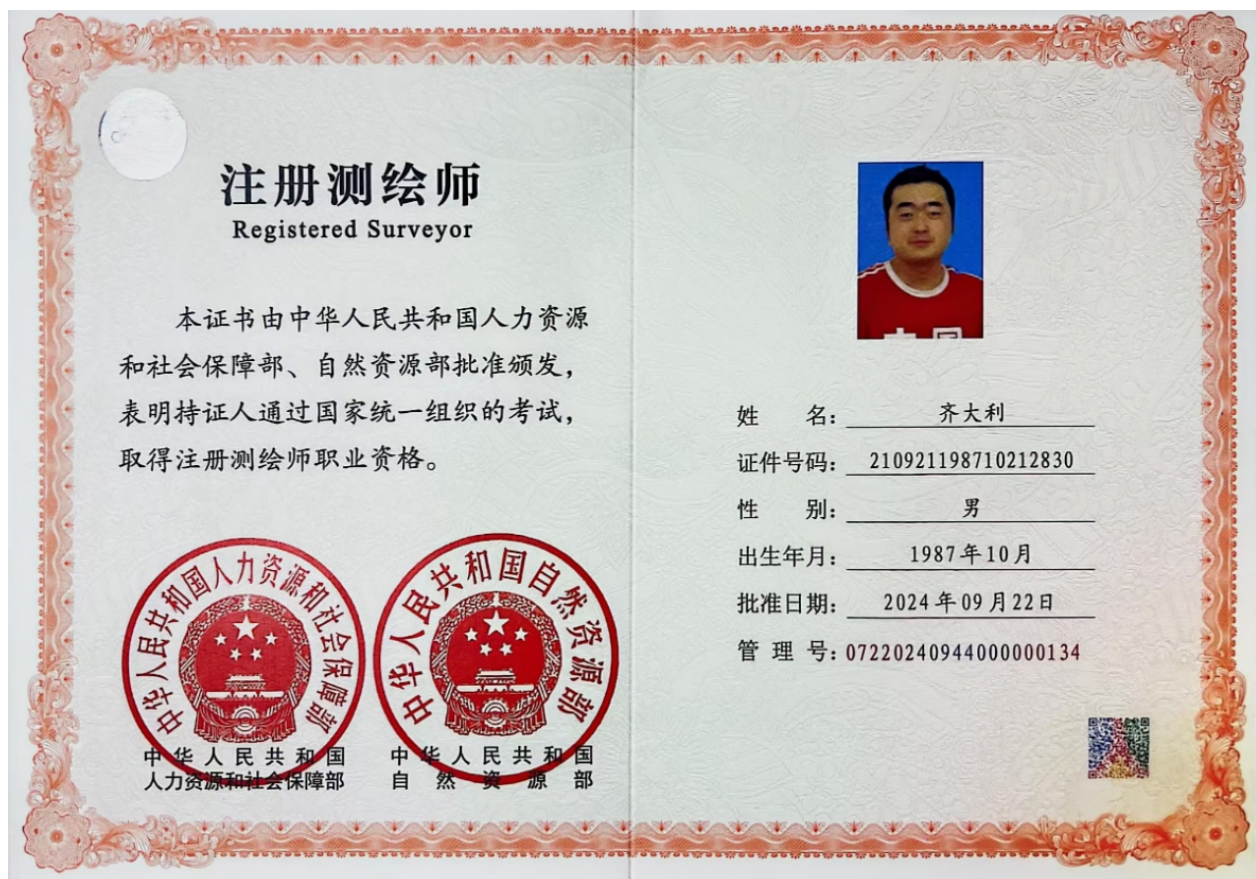 注册测绘师
Registered Surveyor
本证书由中华人民共和国人力资源
和社会保障部、自然资源部批准颁发，
表明持证人通过国家统一组织的考试，
取得注册测绘师职业资格。
中华人民共和国人力资源和社会保障部
中华人民共和国自然资源部
中华人民共和国
人力资源和社会保障部
中华人民共和国
自然资源部
中国
姓名：齐大利
证件号码：210921198710212830
性别：男
出生年月：1987年10月
批准日期：2024年09月22日
管理号：07220240944000000134